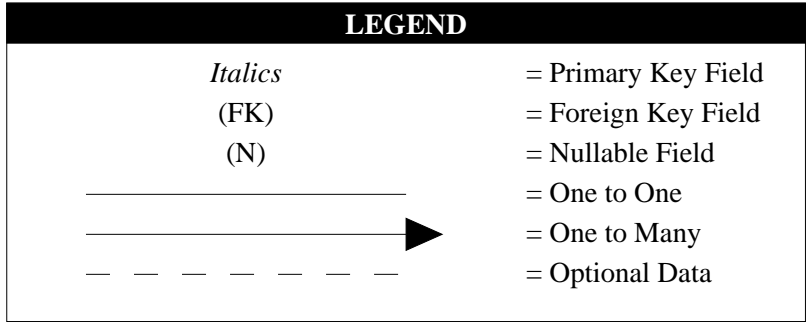 LEGEND
Italics = Primary Key Field
(FK) = Foreign Key Field
(N) = Nullable Field
= One to One
= One to Many
= Optional Data